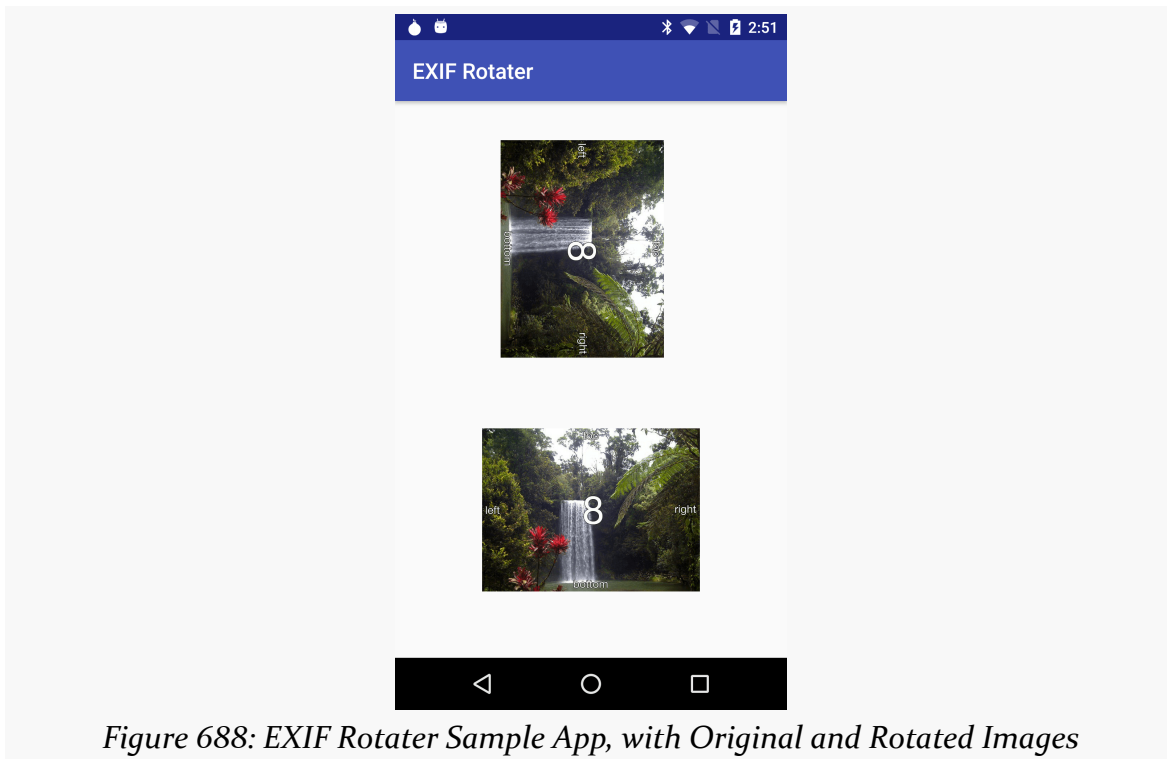 2:51
EXIF Rotater
left
8
bottom
right
left
8
right
bottom
Figure 688: EXIF Rotater Sample App, with Original and Rotated Images